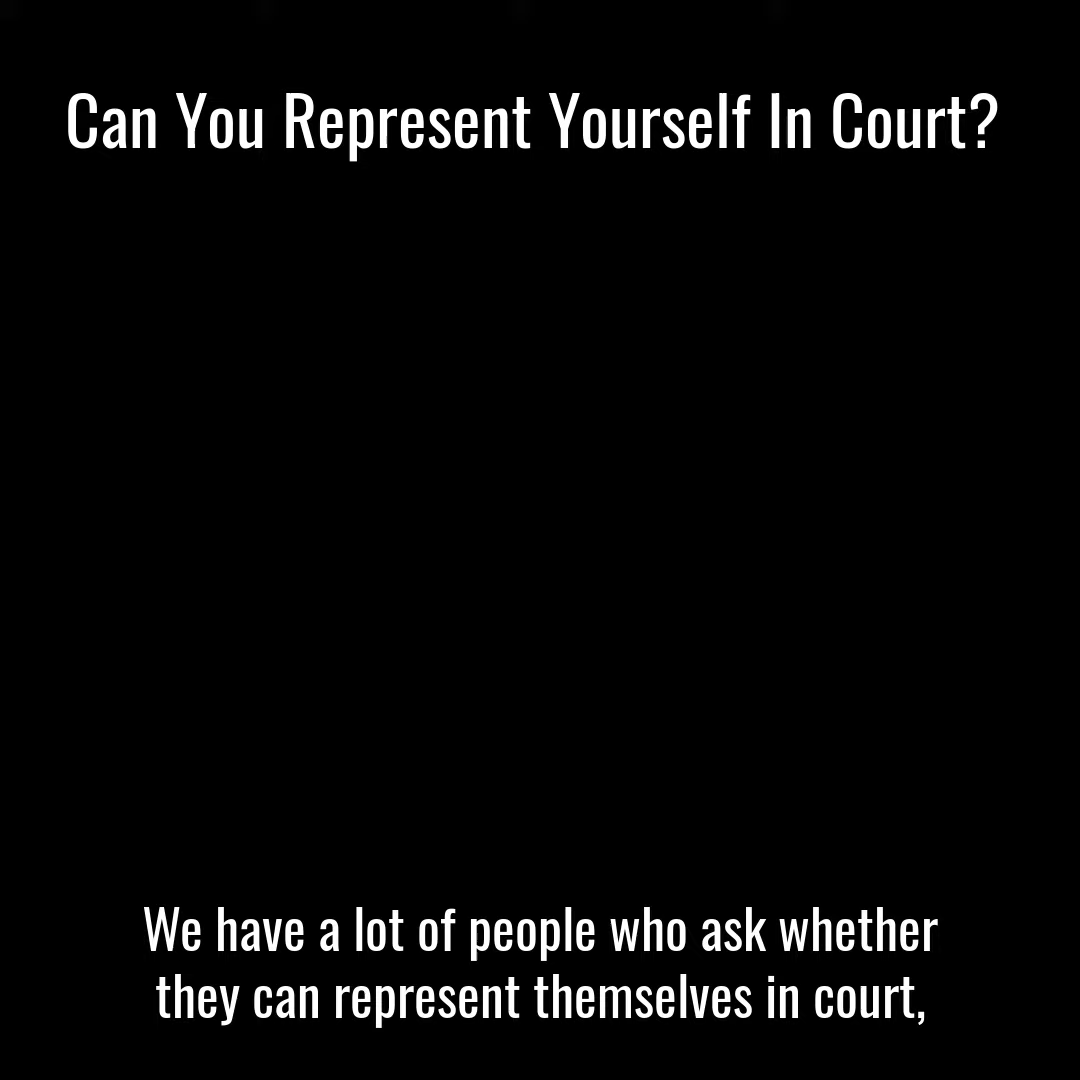 Can You Represent Yourself In Court?
We have a lot of people who ask whether
they can represent themselves in court,